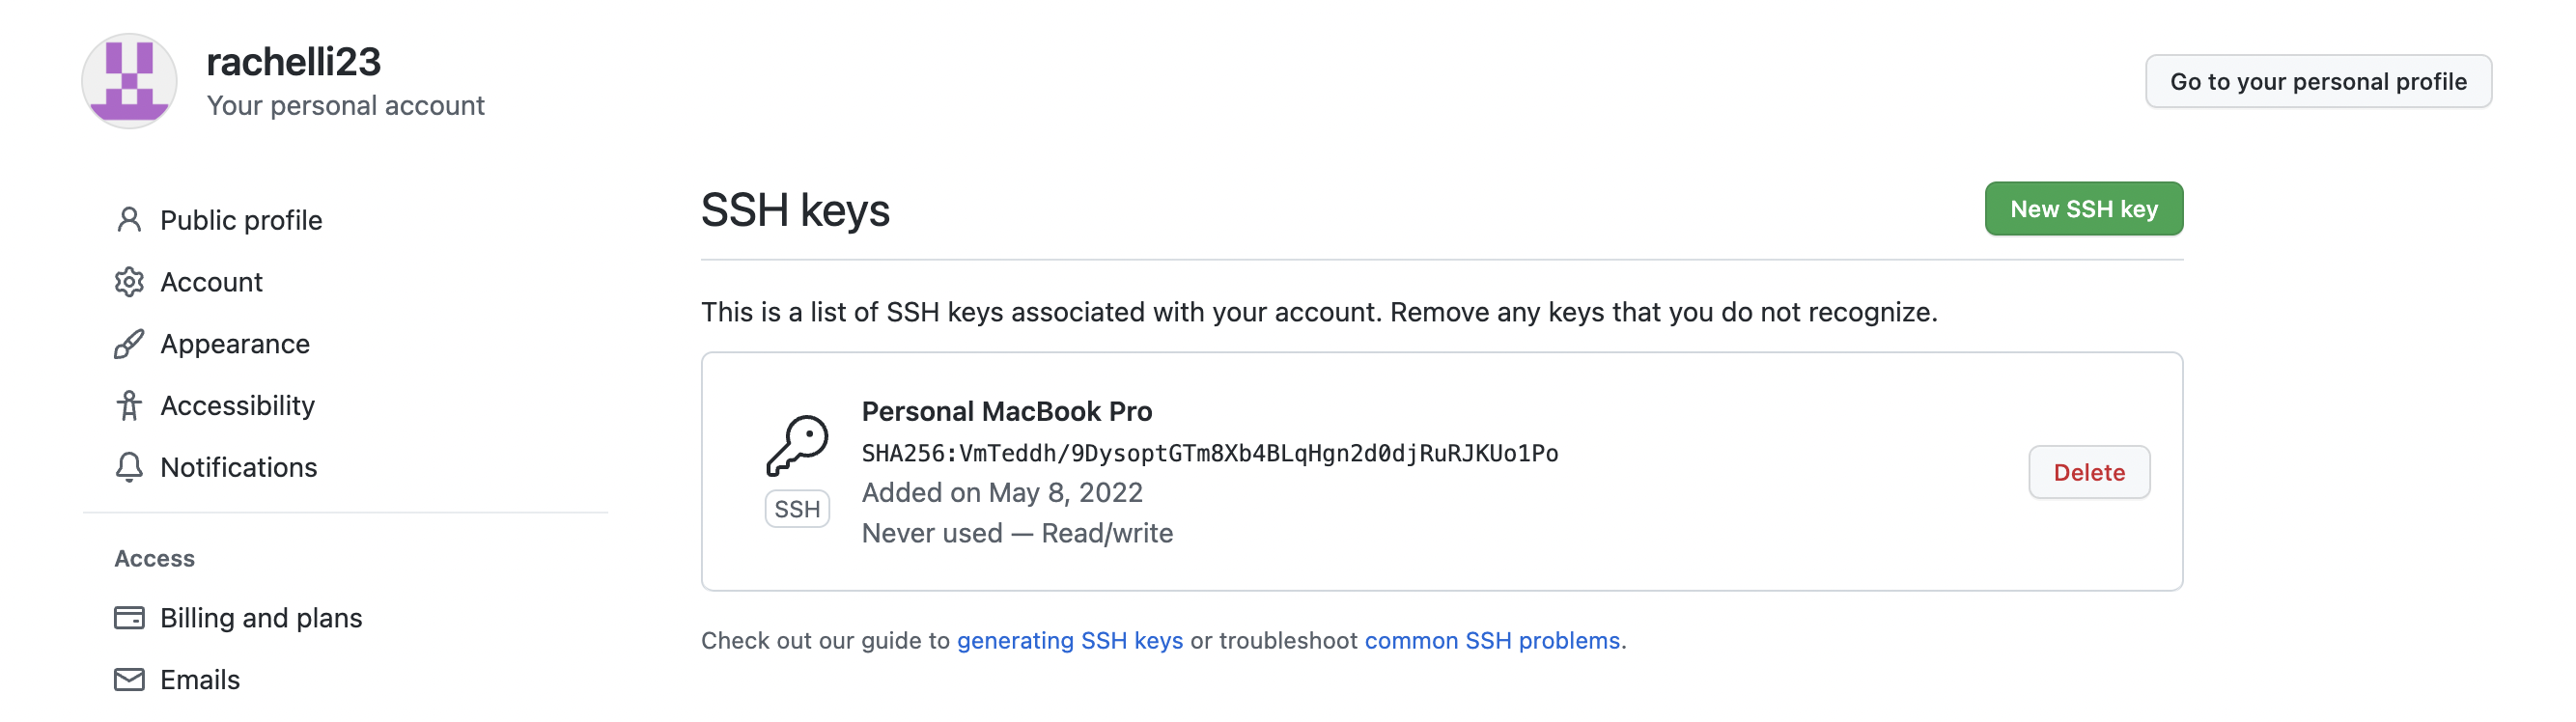 rachelli23
Your personal account
Go to your personal profile
Public profile
Account
Appearance
Accessibility
Notifications
Access
Billing and plans
Emails
SSH keys
New SSH key
This is a list of SSH keys associated with your account. Remove any keys that you do not recognize.
Personal MacBook Pro
SHA256:VmTeddh/9DysoptGTm8Xb4BLqHgn2d0djRuRJKUo1Po
SSH
Added on May 8, 2022
Never used — Read/write
Delete
Check out our guide to generating SSH keys or troubleshoot common SSH problems.